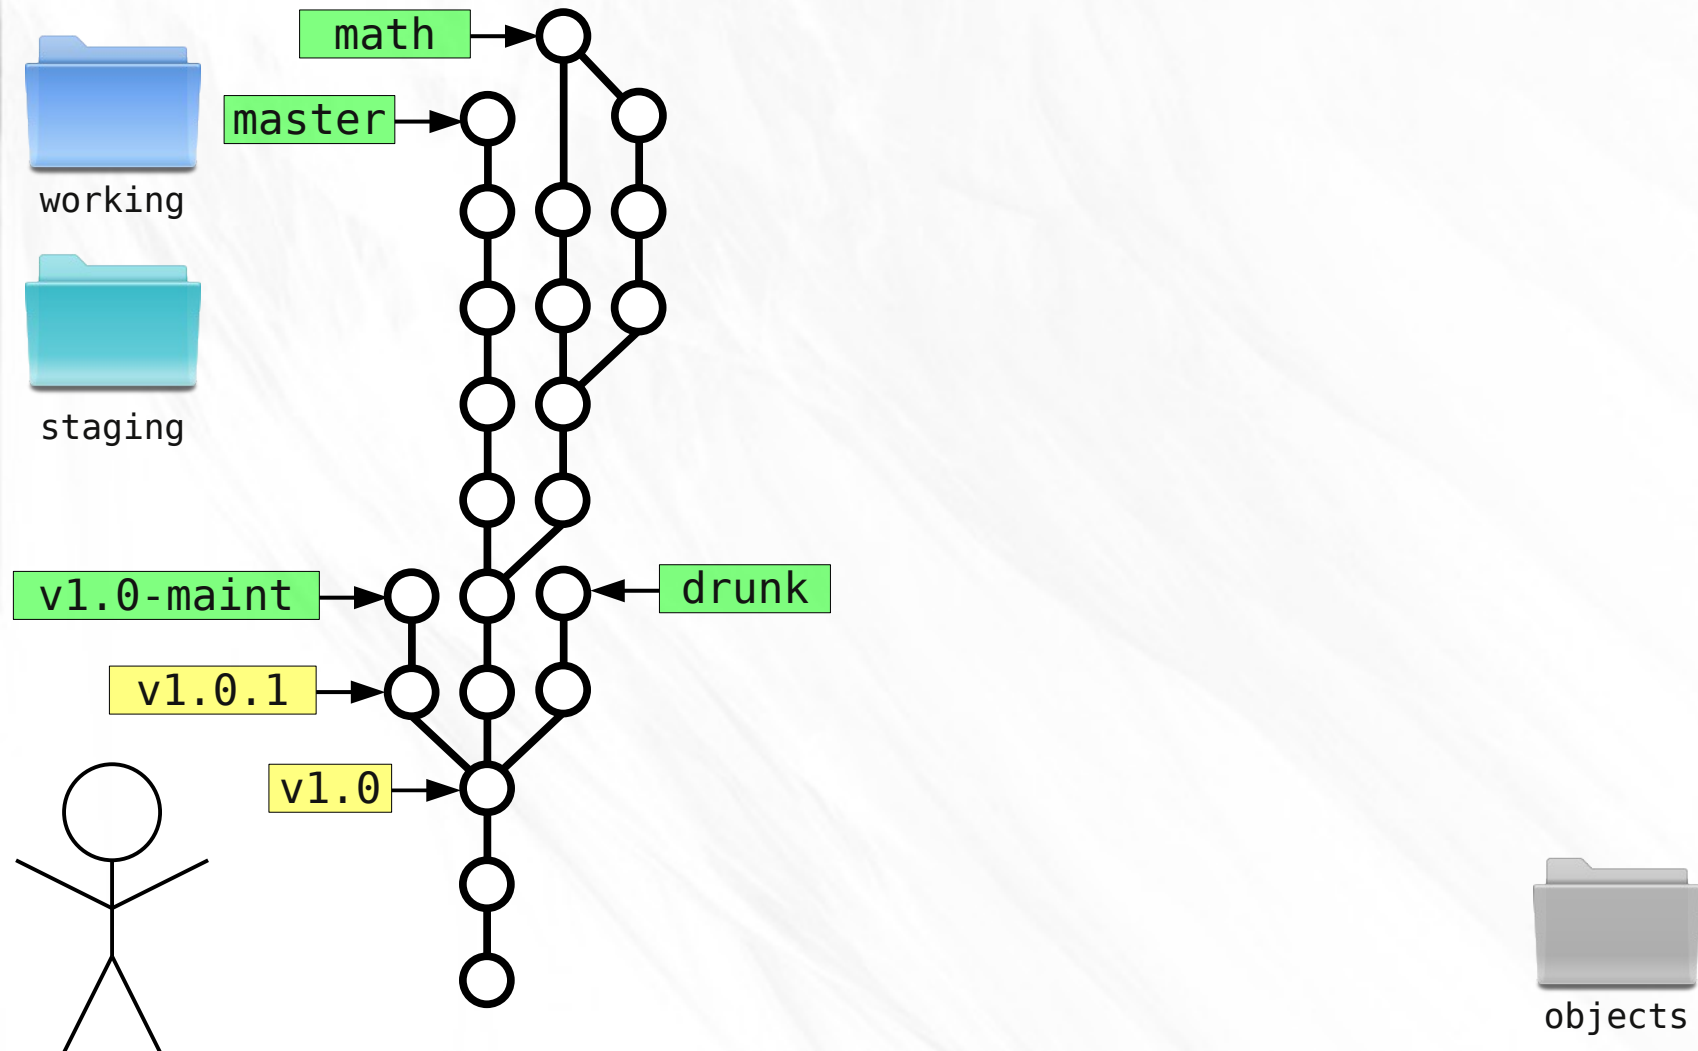 math
master
working
staging
v1.0-maint
drunk
v1.0.1
v1.0
objects